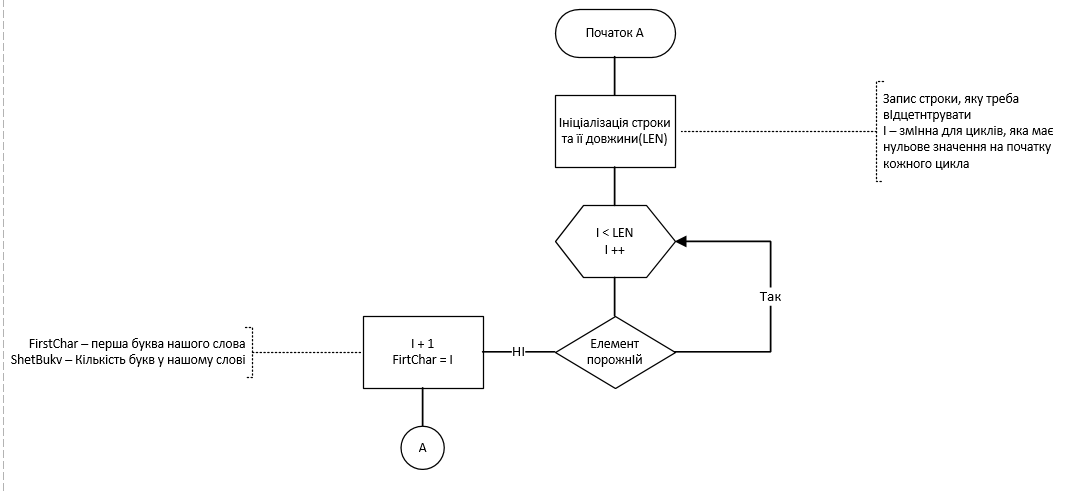 Початок А
Ініціалізація строки
та її довжини(LEN)
Запис строки, яку треба
відцетнтрувати
I – змінна для циклів, яка має
нульове значення на початку
кожного цикла
I < LEN
I ++
Так
Елемент
порожній
НІ
I + 1
FirtChar = I
FirstChar – перша буква нашого слова
ShetBukv – Кількість букв у нашому слові
А